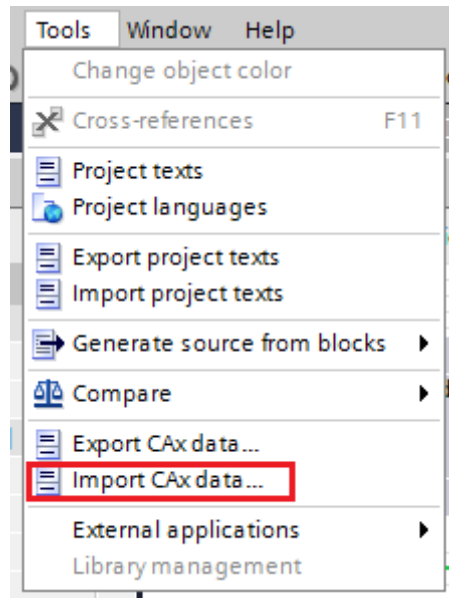 Tools Window Help
Change object color
Cross-references F11
Project texts
Project languages
Export project texts
Import project texts
Generate source from blocks
Compare
Export CAx data...
Import CAx data...
External applications
Library management